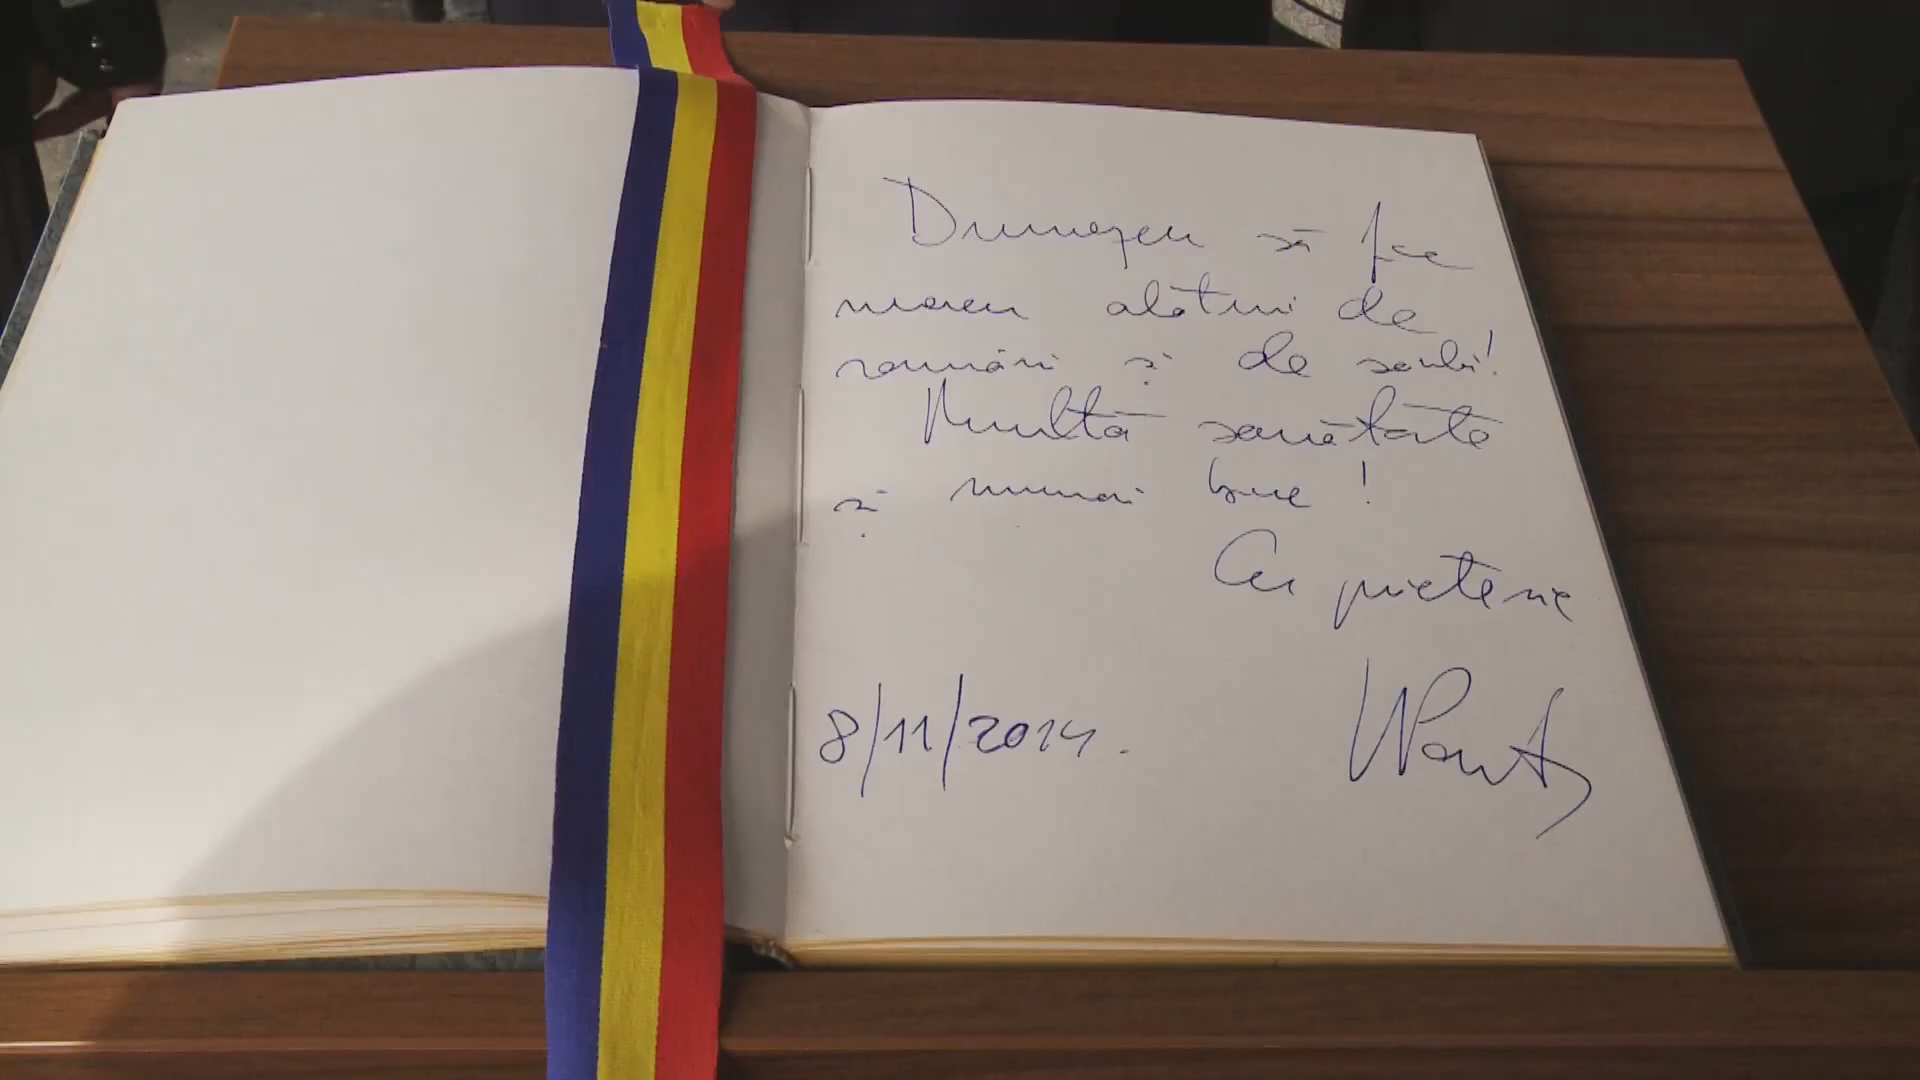 Dumnezeu să fie
mereu alături de
români și de sârbi!
Multă sănătate
și numai bine!
Cu prietenie
8/11/2014.